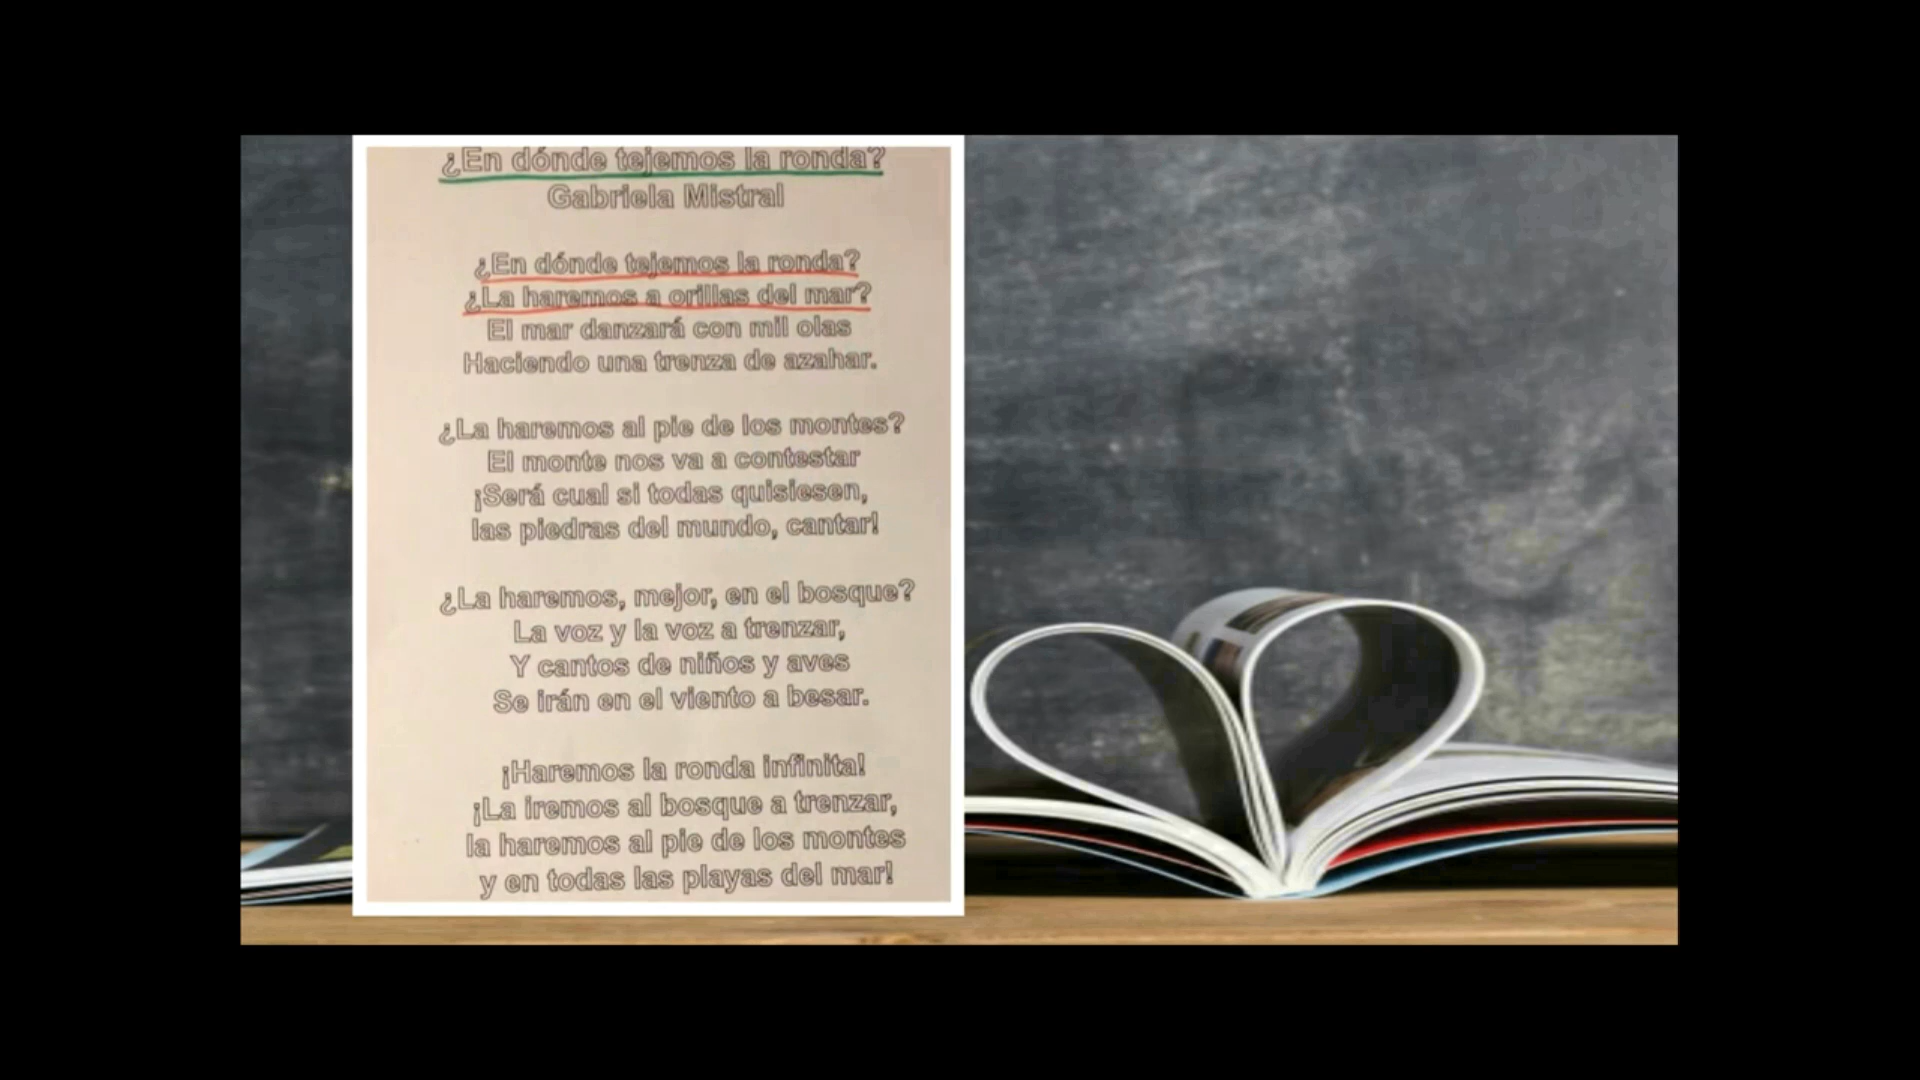 ¿En dónde tejemos la ronda?
Gabriela Mistral
¿En dónde tejemos la ronda?
¿La haremos a orillas del mar?
El mar danzará con mil olas
Haciendo una trenza de azahar.
¿La haremos al pie de los montes?
El monte nos va a contestar
¡Será cual si todas quisiesen,
las piedras del mundo, cantar!
¿La haremos, mejor, en el bosque?
La voz y la voz a trenzar,
Y cantos de niños y aves
Se irán en el viento a besar.
¡Haremos la ronda infinita!
¡La iremos al bosque a trenzar,
la haremos al pie de los montes
y en todas las playas del mar!